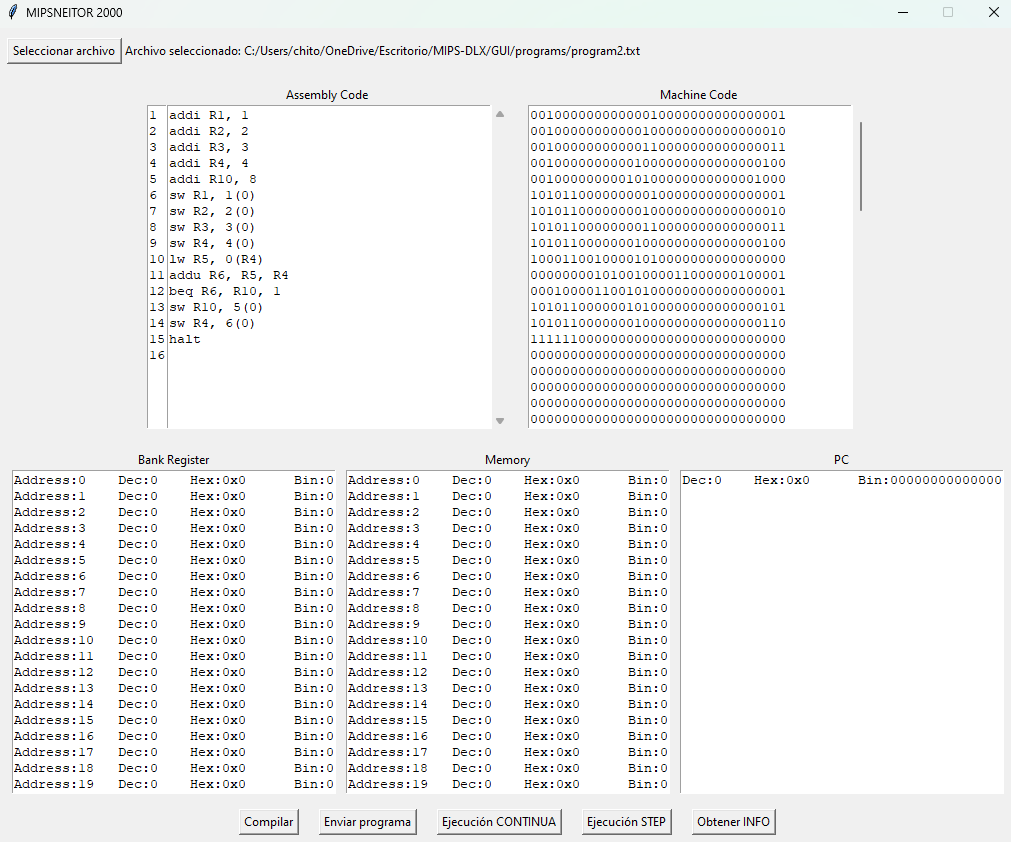 MIPSNEITOR 2000
Seleccionar archivo Archivo seleccionado: C:/Users/chito/OneDrive/Escritorio/MIPS-DLX/GUI/programs/program2.txt
Assembly Code
1 addi R1, 1
2 addi R2, 2
3 addi R3, 3
4 addi R4, 4
5 addi R10, 8
6 sw R1, 1(0)
7 sw R2, 2(0)
8 sw R3, 3(0)
9 sw R4, 4(0)
10 lw R5, 0(R4)
11 addu R6, R5, R4
12 beq R6, R10, 1
13 sw R10, 5(0)
14 sw R4, 6(0)
15 halt
16
Machine Code
00100000000000010000000000000001
00100000000000100000000000000010
00100000000000110000000000000011
00100000000001000000000000000100
00100000000010100000000000001000
10101100000000010000000000000001
10101100000000100000000000000010
10101100000000110000000000000011
10101100000001000000000000000100
10001100100001010000000000000000
00000000101001000011000000100001
00010000110010100000000000000001
10101100000010100000000000000101
10101100000001000000000000000110
11111100000000000000000000000000
00000000000000000000000000000000
00000000000000000000000000000000
00000000000000000000000000000000
00000000000000000000000000000000
00000000000000000000000000000000
Bank Register
Address:0 Dec:0 Hex:0x0 Bin:0
Address:1 Dec:0 Hex:0x0 Bin:0
Address:2 Dec:0 Hex:0x0 Bin:0
Address:3 Dec:0 Hex:0x0 Bin:0
Address:4 Dec:0 Hex:0x0 Bin:0
Address:5 Dec:0 Hex:0x0 Bin:0
Address:6 Dec:0 Hex:0x0 Bin:0
Address:7 Dec:0 Hex:0x0 Bin:0
Address:8 Dec:0 Hex:0x0 Bin:0
Address:9 Dec:0 Hex:0x0 Bin:0
Address:10 Dec:0 Hex:0x0 Bin:0
Address:11 Dec:0 Hex:0x0 Bin:0
Address:12 Dec:0 Hex:0x0 Bin:0
Address:13 Dec:0 Hex:0x0 Bin:0
Address:14 Dec:0 Hex:0x0 Bin:0
Address:15 Dec:0 Hex:0x0 Bin:0
Address:16 Dec:0 Hex:0x0 Bin:0
Address:17 Dec:0 Hex:0x0 Bin:0
Address:18 Dec:0 Hex:0x0 Bin:0
Address:19 Dec:0 Hex:0x0 Bin:0
Memory
Address:0 Dec:0 Hex:0x0 Bin:0
Address:1 Dec:0 Hex:0x0 Bin:0
Address:2 Dec:0 Hex:0x0 Bin:0
Address:3 Dec:0 Hex:0x0 Bin:0
Address:4 Dec:0 Hex:0x0 Bin:0
Address:5 Dec:0 Hex:0x0 Bin:0
Address:6 Dec:0 Hex:0x0 Bin:0
Address:7 Dec:0 Hex:0x0 Bin:0
Address:8 Dec:0 Hex:0x0 Bin:0
Address:9 Dec:0 Hex:0x0 Bin:0
Address:10 Dec:0 Hex:0x0 Bin:0
Address:11 Dec:0 Hex:0x0 Bin:0
Address:12 Dec:0 Hex:0x0 Bin:0
Address:13 Dec:0 Hex:0x0 Bin:0
Address:14 Dec:0 Hex:0x0 Bin:0
Address:15 Dec:0 Hex:0x0 Bin:0
Address:16 Dec:0 Hex:0x0 Bin:0
Address:17 Dec:0 Hex:0x0 Bin:0
Address:18 Dec:0 Hex:0x0 Bin:0
Address:19 Dec:0 Hex:0x0 Bin:0
PC
Dec:0 Hex:0x0 Bin:00000000000000
Compilar Enviar programa Ejecución CONTINUA Ejecución STEP Obtener INFO